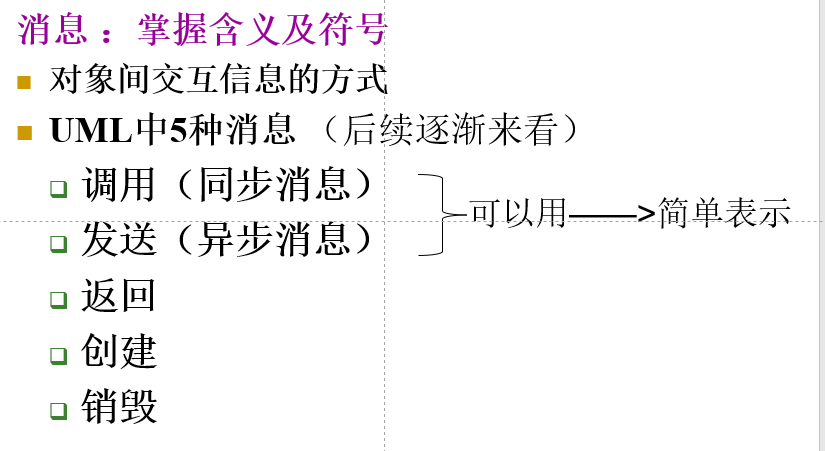 消息：掌握含义及符号
对象间交互信息的方式
UML中5种消息（后续逐渐来看）
调用（同步消息）
可以用——>简单表示
发送（异步消息）
返回
创建
销毁